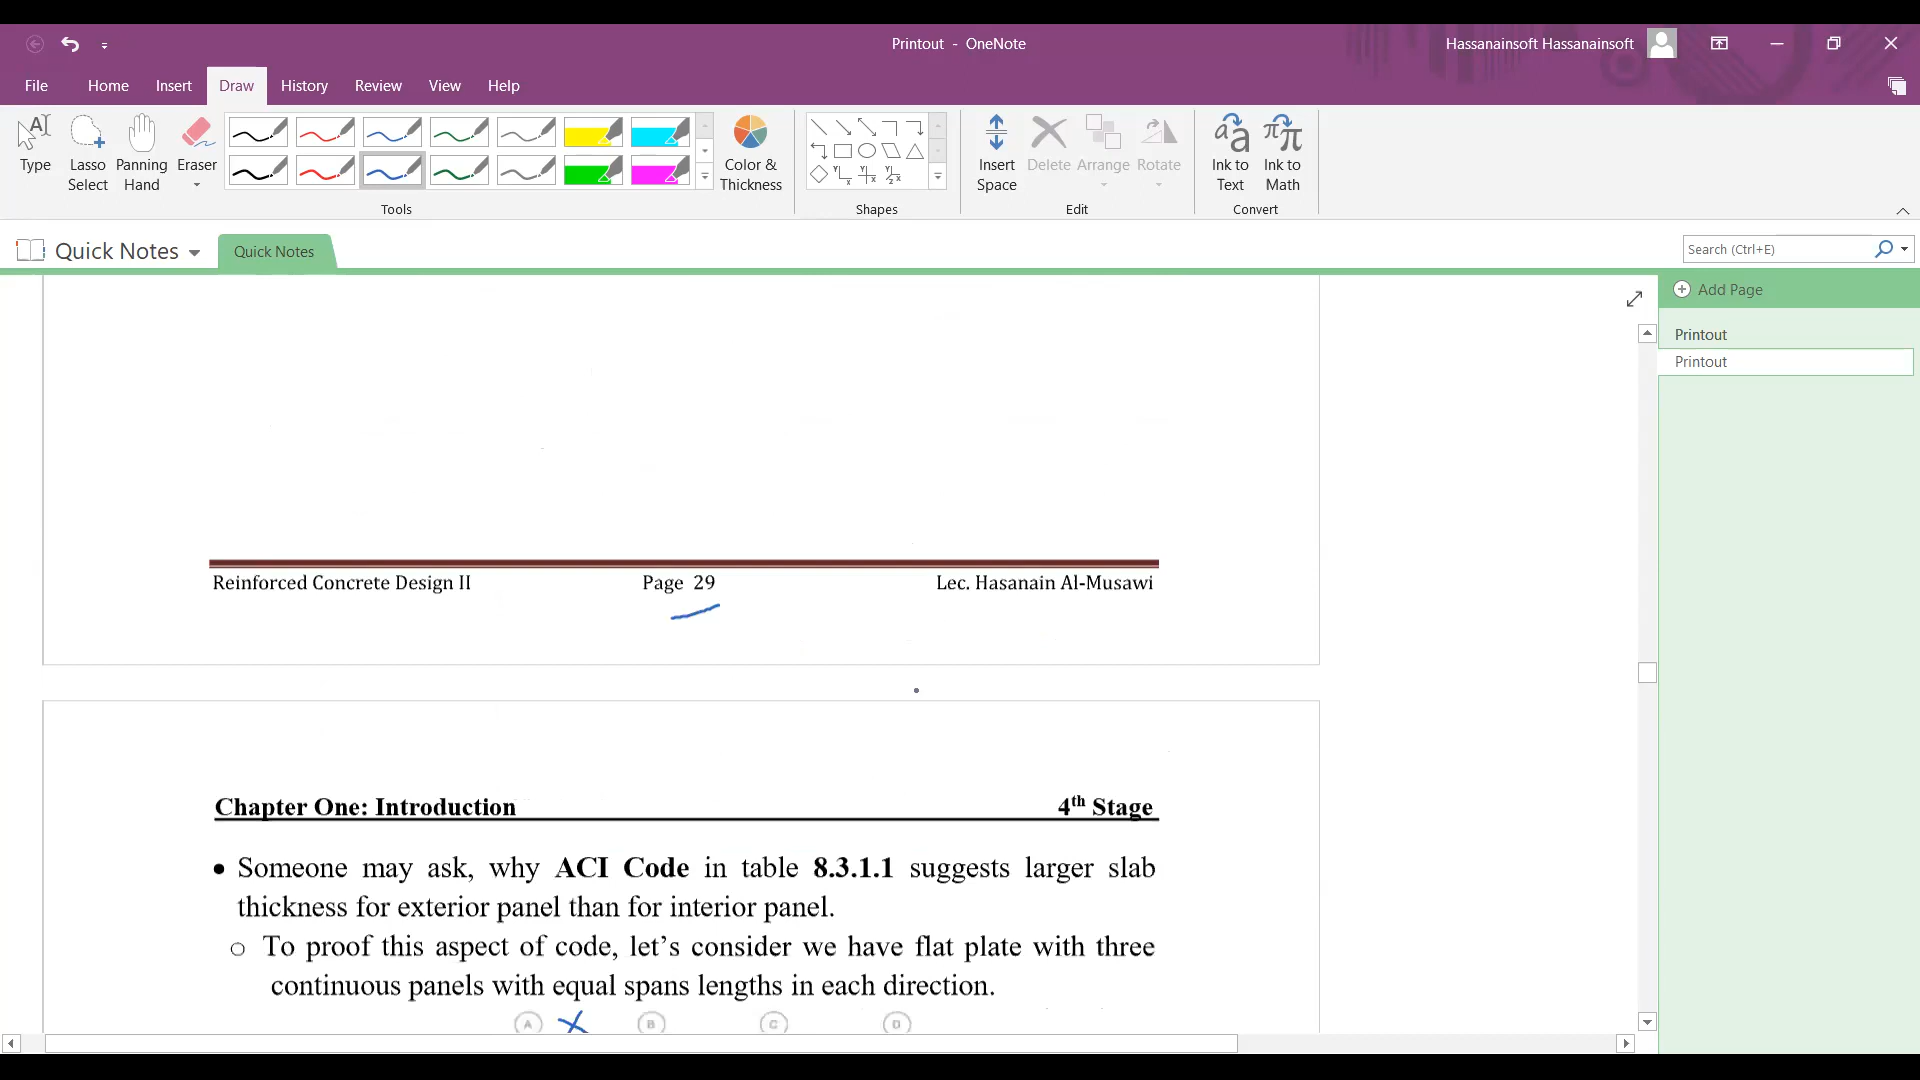 Printout - OneNote
Hassanainsoft Hassanainsoft
File Home Insert Draw History Review View Help
Type
Lasso Select
Panning Hand
Eraser
Color & Thickness
Insert Space
Delete
Arrange
Rotate
Ink to Text
Ink to Math
Tools
Shapes
Edit
Convert
Quick Notes
Quick Notes
Search (Ctrl+E)
Add Page
Printout
Printout
Reinforced Concrete Design II Page 29 Lec. Hasanain Al-Musawi
Chapter One: Introduction 4th Stage
• Someone may ask, why ACI Code in table 8.3.1.1 suggests larger slab
thickness for exterior panel than for interior panel.
○ To proof this aspect of code, let's consider we have flat plate with three
continuous panels with equal spans lengths in each direction.
A B C D